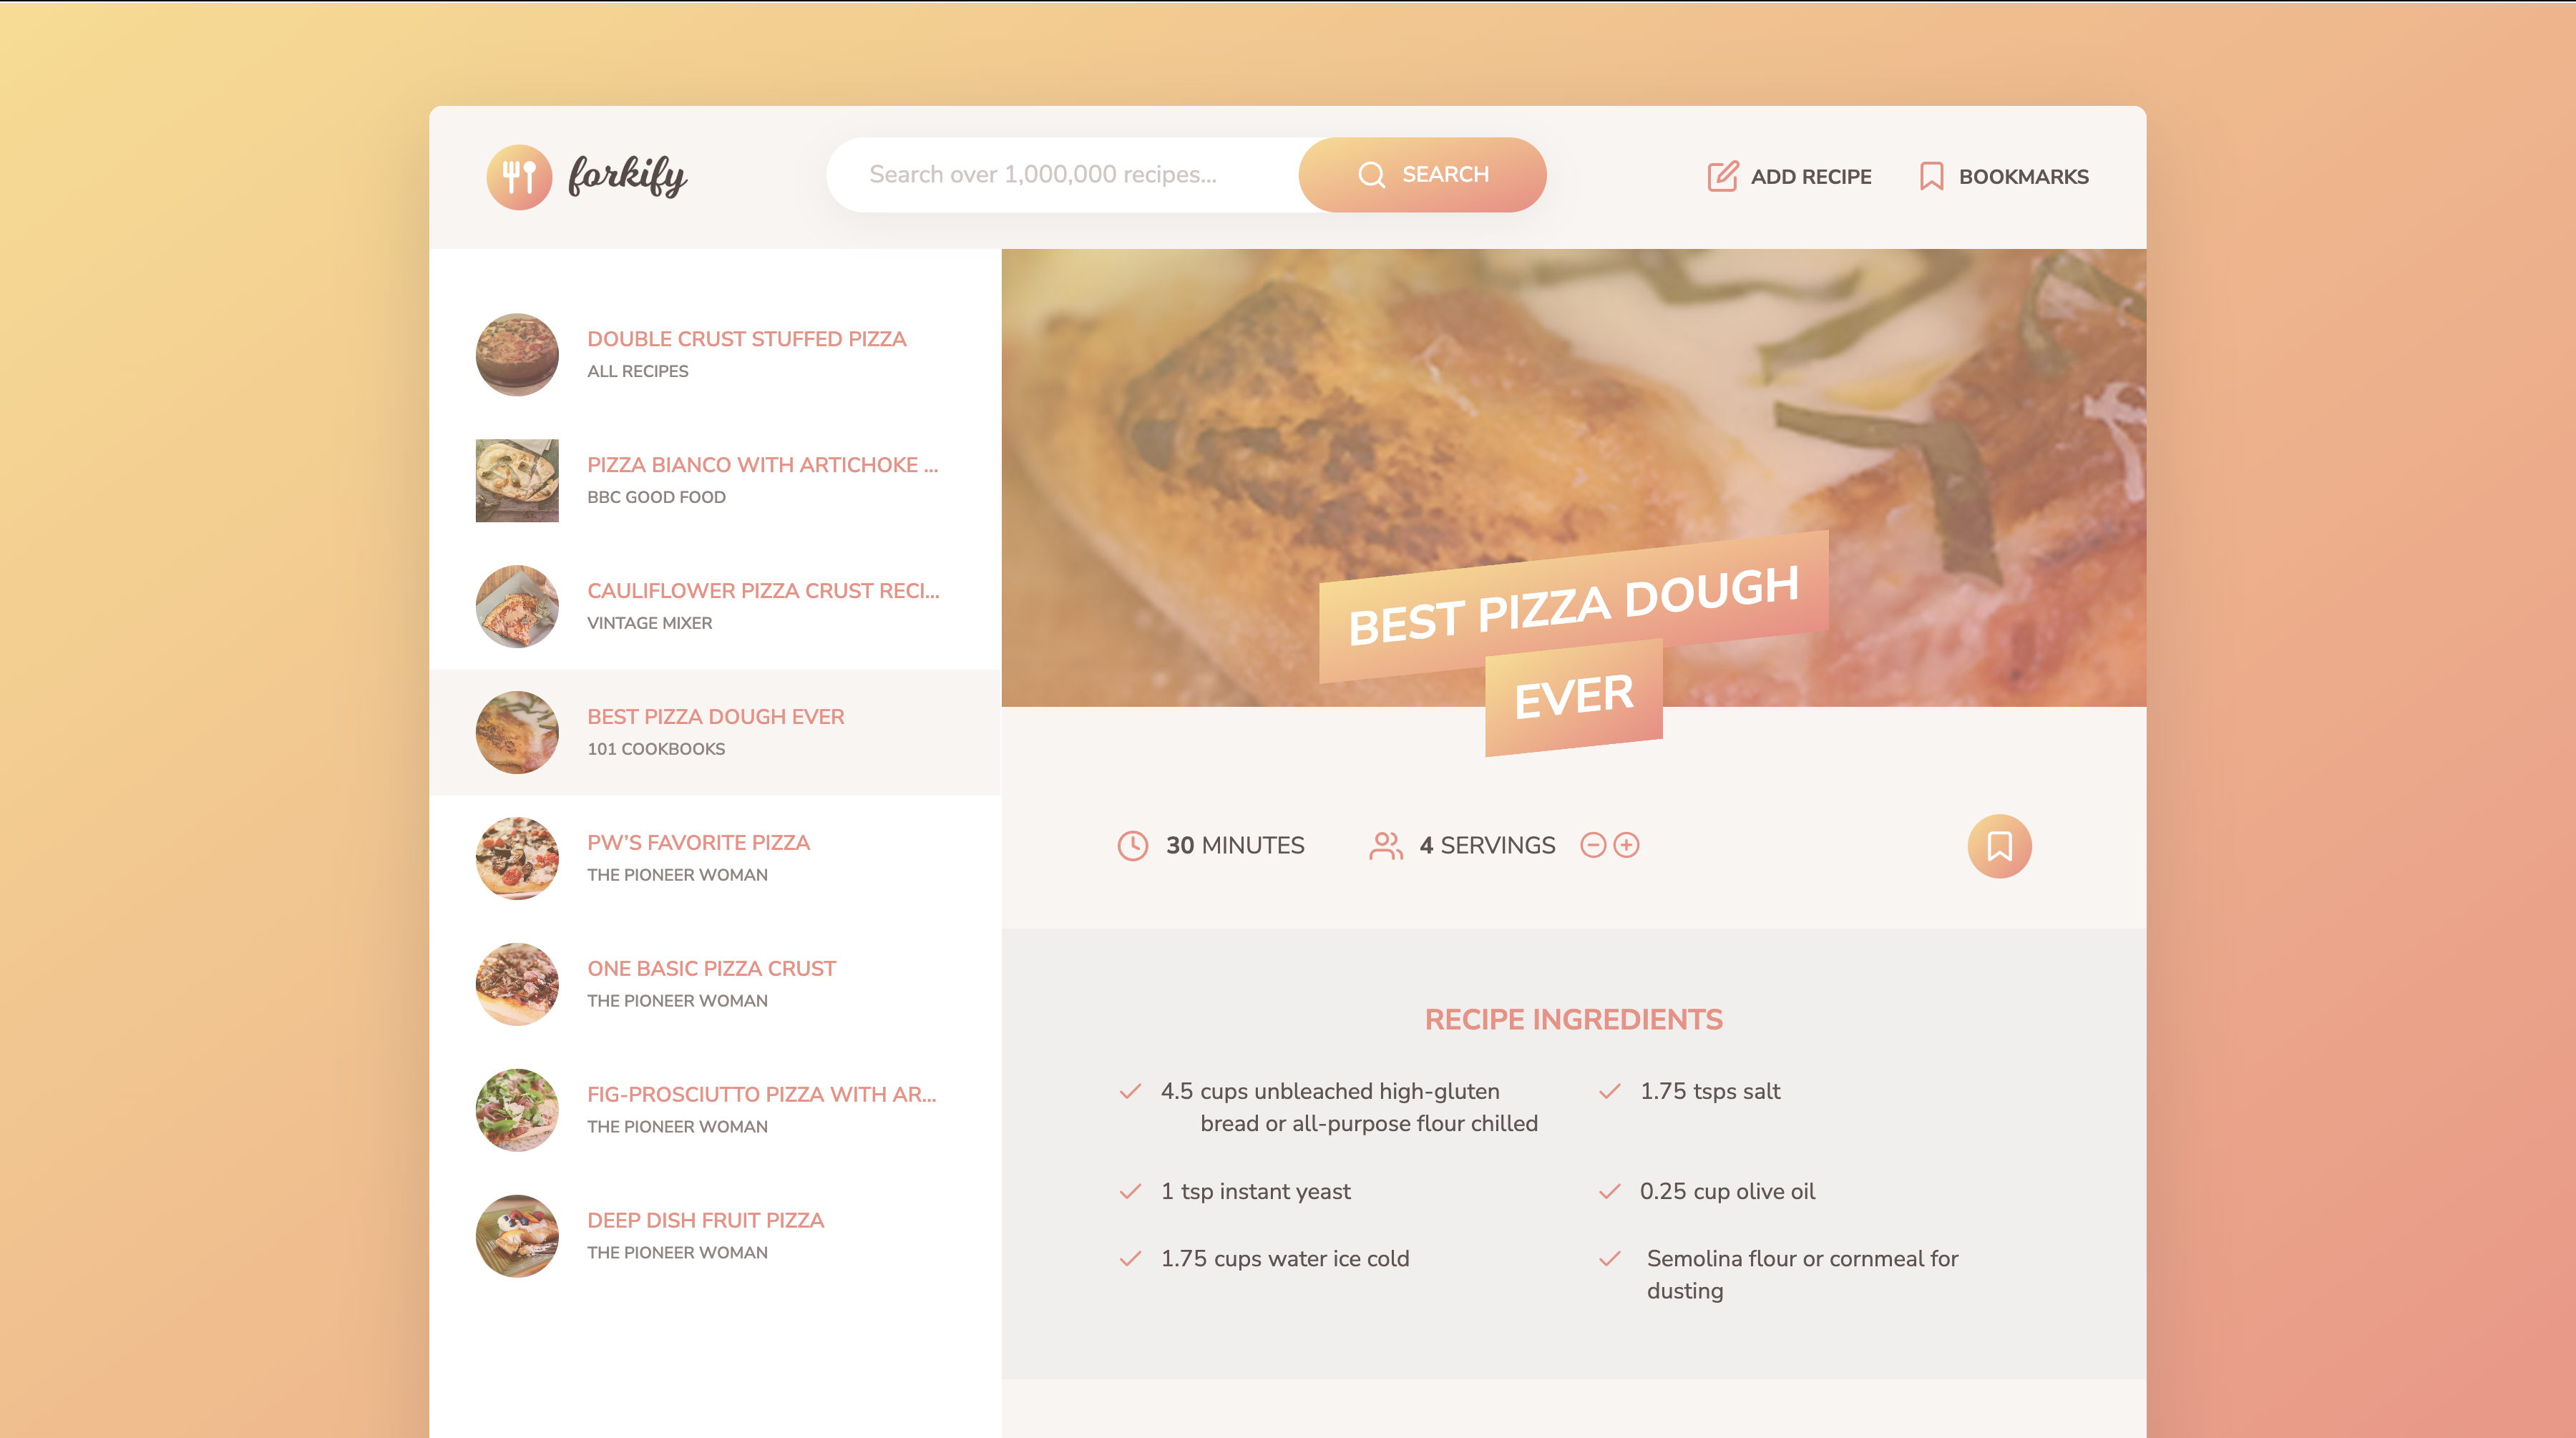 forkify
Search over 1,000,000 recipes...
SEARCH
ADD RECIPE
BOOKMARKS
DOUBLE CRUST STUFFED PIZZA
ALL RECIPES
PIZZA BIANCO WITH ARTICHOKE ...
BBC GOOD FOOD
CAULIFLOWER PIZZA CRUST RECI...
VINTAGE MIXER
BEST PIZZA DOUGH EVER
101 COOKBOOKS
PW’S FAVORITE PIZZA
THE PIONEER WOMAN
ONE BASIC PIZZA CRUST
THE PIONEER WOMAN
FIG-PROSCIUTTO PIZZA WITH AR...
THE PIONEER WOMAN
DEEP DISH FRUIT PIZZA
THE PIONEER WOMAN
BEST PIZZA DOUGH
EVER
30 MINUTES
4 SERVINGS
RECIPE INGREDIENTS
4.5 cups unbleached high-gluten
bread or all-purpose flour chilled
1.75 tsps salt
1 tsp instant yeast
0.25 cup olive oil
1.75 cups water ice cold
Semolina flour or cornmeal for
dusting